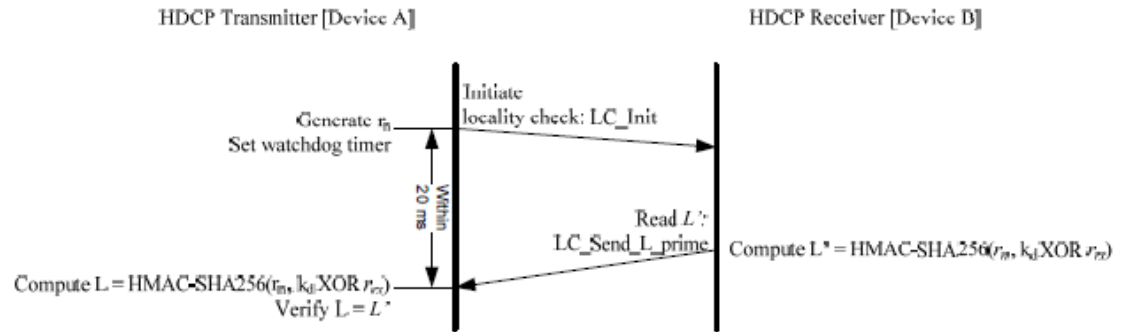 HDCP Transmitter [Device A]
HDCP Receiver [Device B]
Initiate
locality check: LC_Init
Generate rn
Set watchdog timer
Within
20 ms
Read L':
LC_Send_L_prime
Compute L' = HMAC-SHA256(rn, kd XOR rrx)
Compute L = HMAC-SHA256(rn, kd XOR rrx)
Verify L = L'